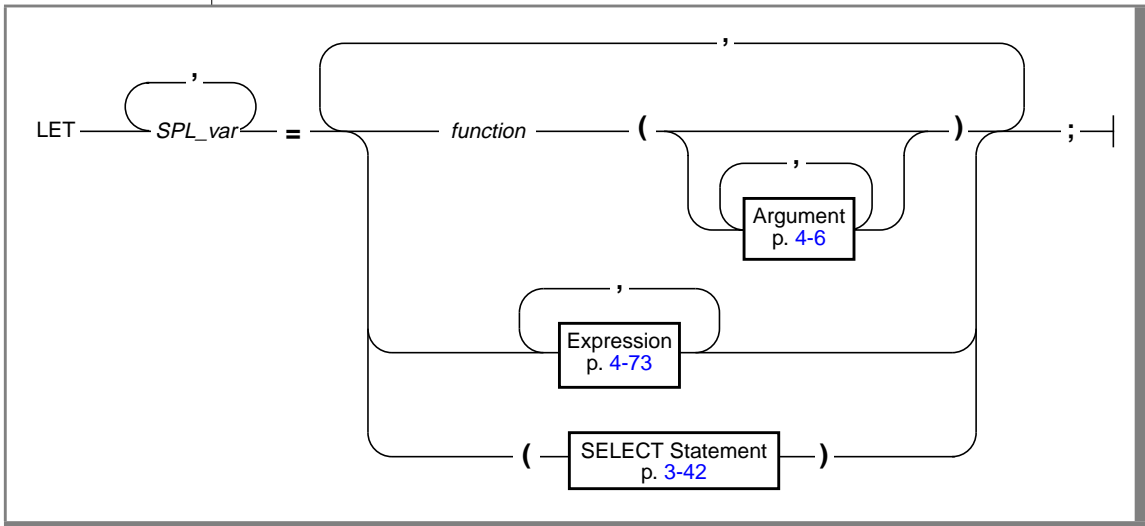 ,
,
LET SPL_var = function ( ) ;
,
Argument
p. 4-6
,
Expression
p. 4-73
( SELECT Statement )
p. 3-42